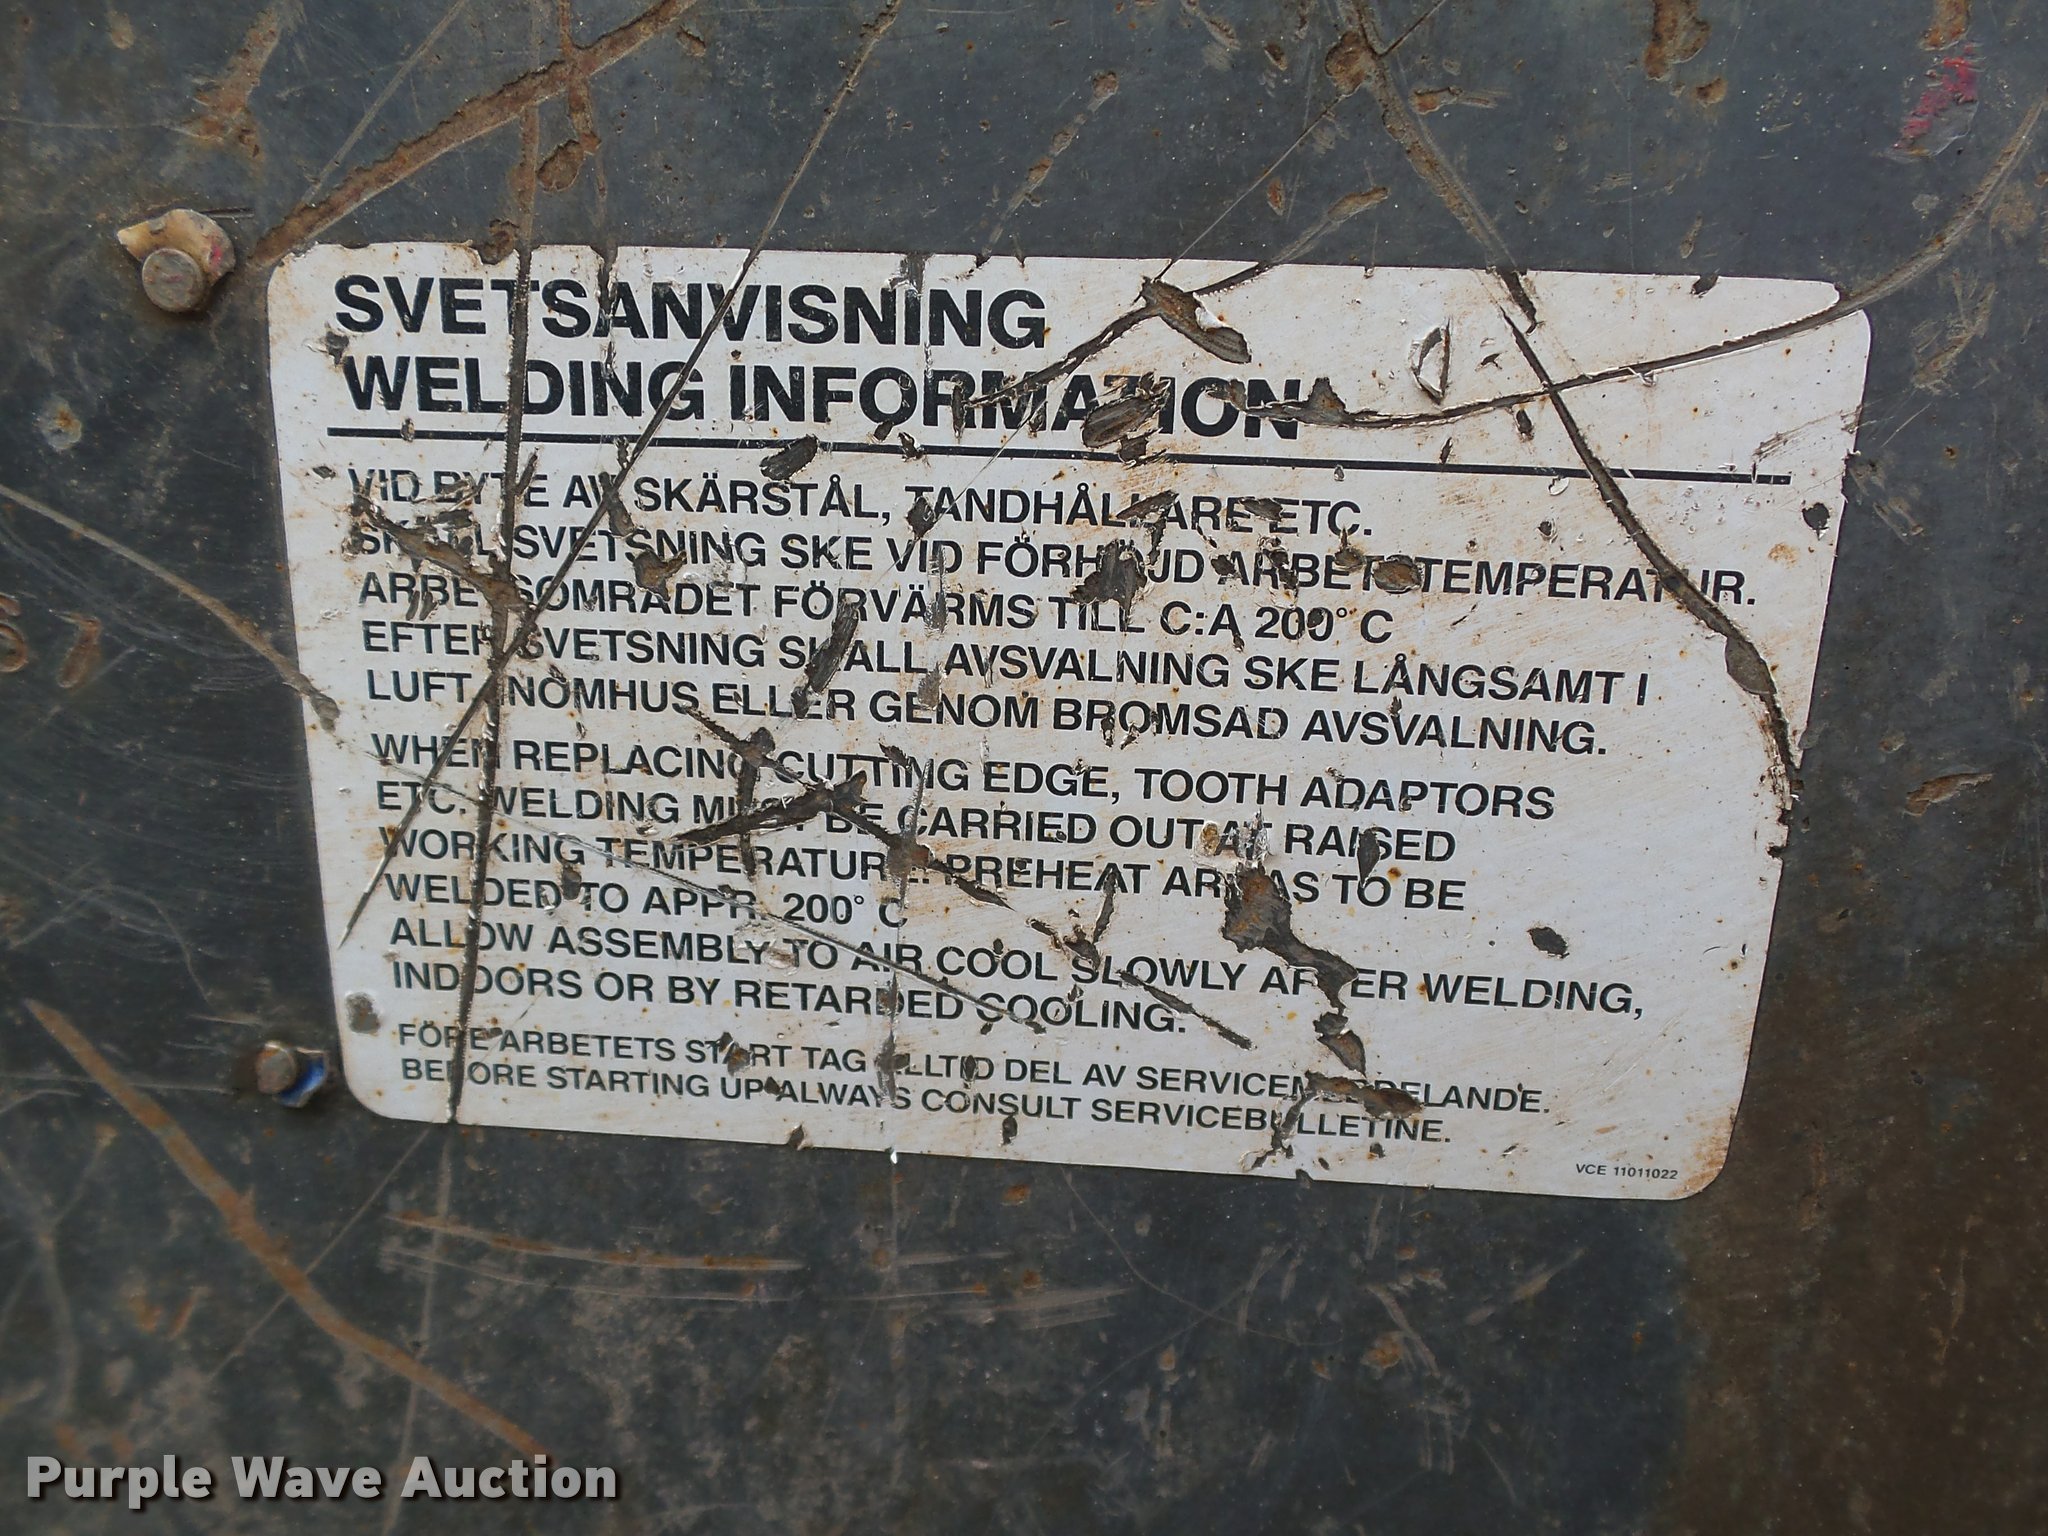 SVETSANVISNING
WELDING INFORMATION
VID BYTE AV SKÄRSTÅL, TANDHÅLLARE ETC.
SKALL SVETSNING SKE VID FÖRHÖJD ARBETSTEMPERATUR.
ARBETSOMRÅDET FÖRVÄRMS TILL C:A 200° C
EFTER SVETSNING SKALL AVSVALNING SKE LÅNGSAMT I
LUFT INOMHUS ELLER GENOM BROMSAD AVSVALNING.
WHEN REPLACING CUTTING EDGE, TOOTH ADAPTORS
ETC. WELDING MUST BE CARRIED OUT AT RAISED
WORKING TEMPERATURE. PREHEAT AREAS TO BE
WELDED TO APPR. 200° C
ALLOW ASSEMBLY TO AIR COOL SLOWLY AFTER WELDING,
INDOORS OR BY RETARDED COOLING.
FÖRE ARBETETS START TAG ALLTID DEL AV SERVICEMEDDELANDE.
BEFORE STARTING UP ALWAYS CONSULT SERVICEBULLETINE.
VCE 11011022
Purple Wave Auction